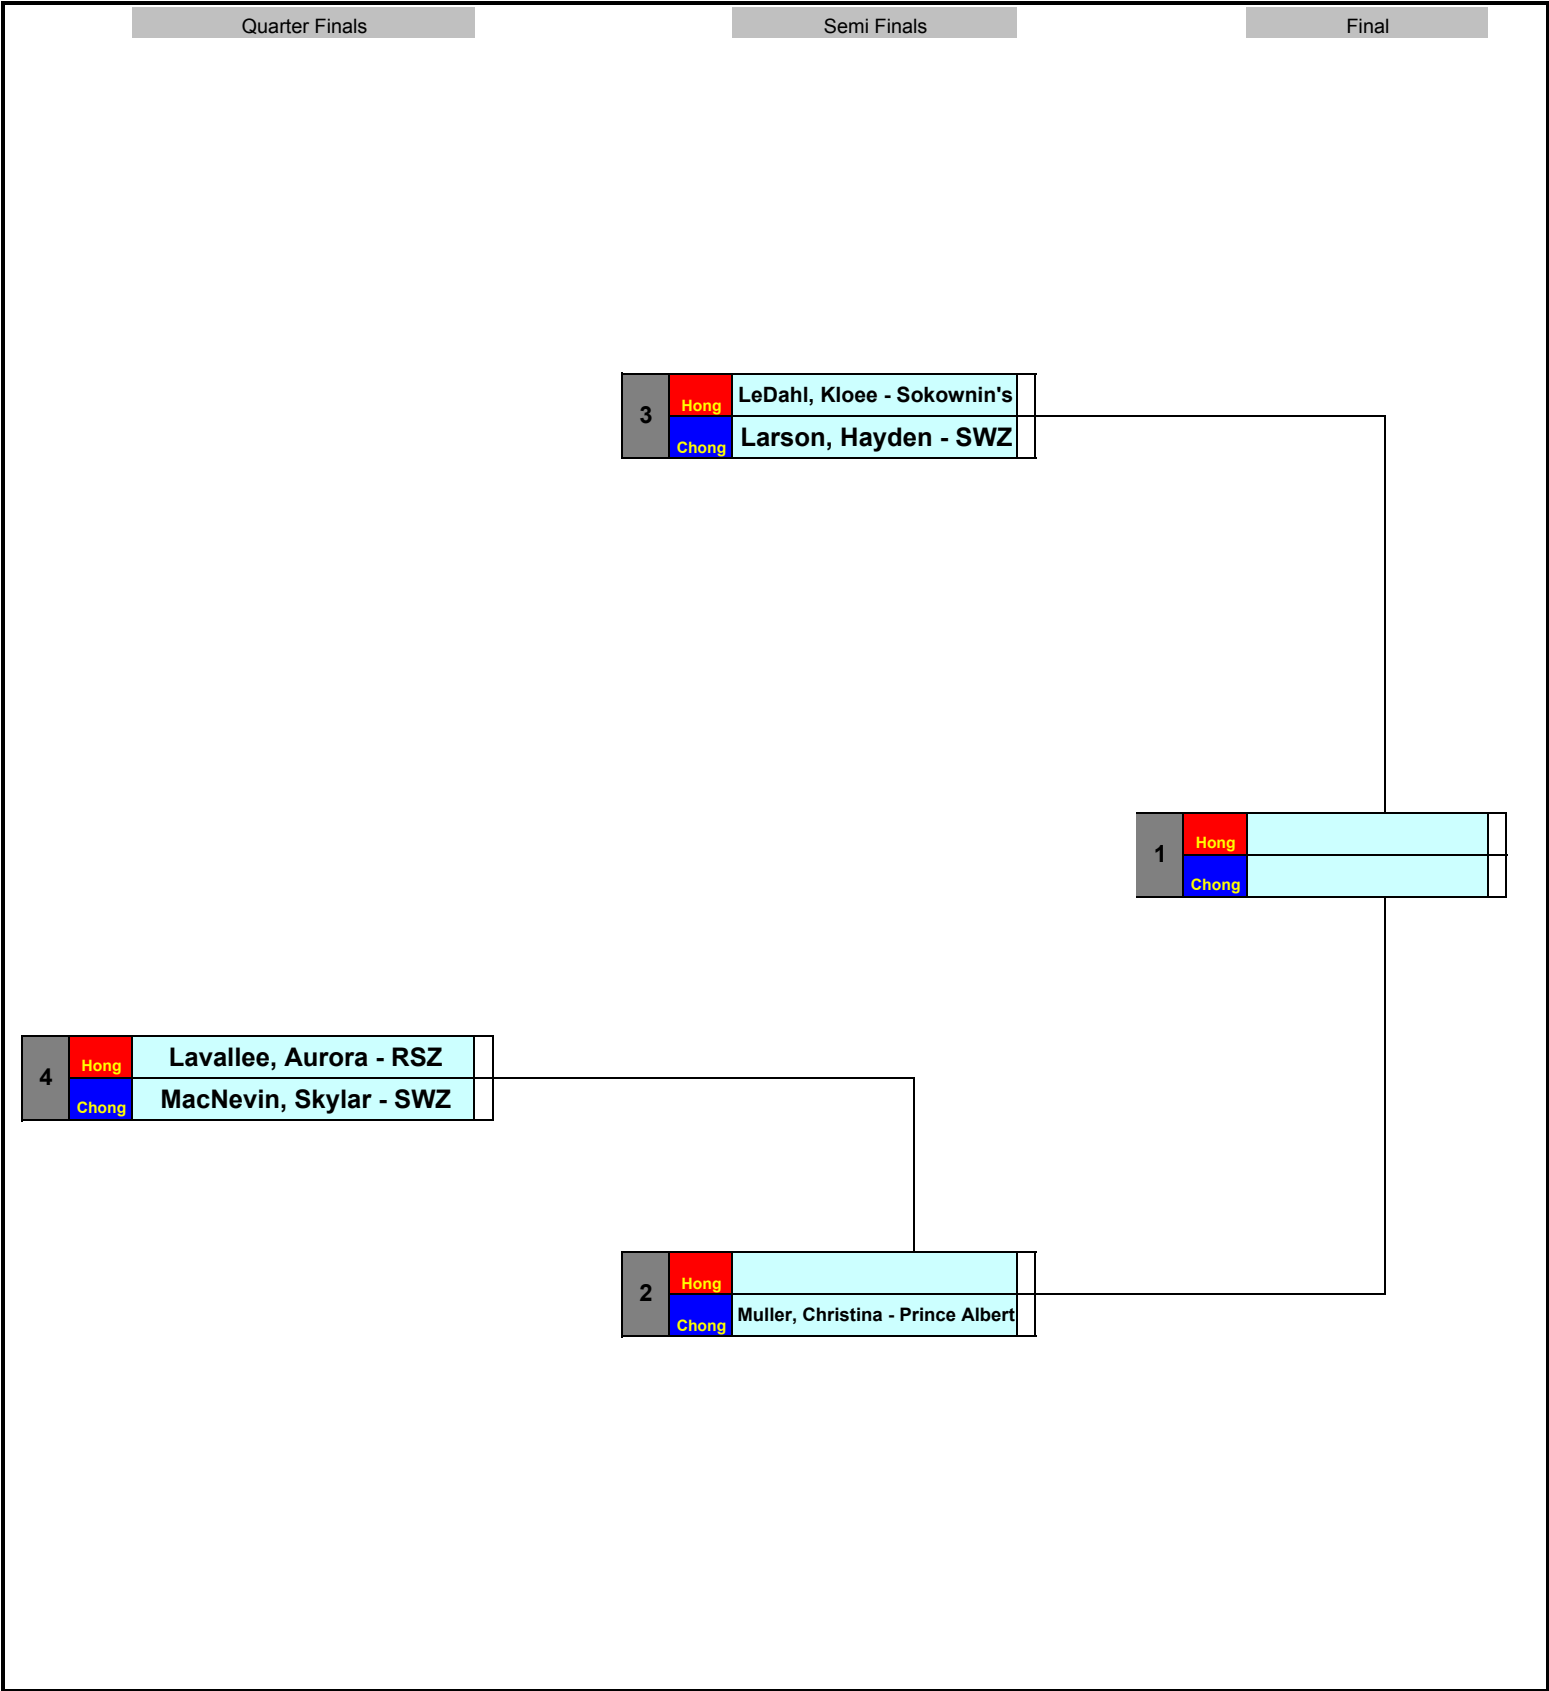 Quarter Finals
Semi Finals
Final
3
Hong
LeDahl, Kloee - Sokownin's
Chong
Larson, Hayden - SWZ
1
Hong
Chong
4
Hong
Lavallee, Aurora - RSZ
Chong
MacNevin, Skylar - SWZ
2
Hong
Chong
Muller, Christina - Prince Albert